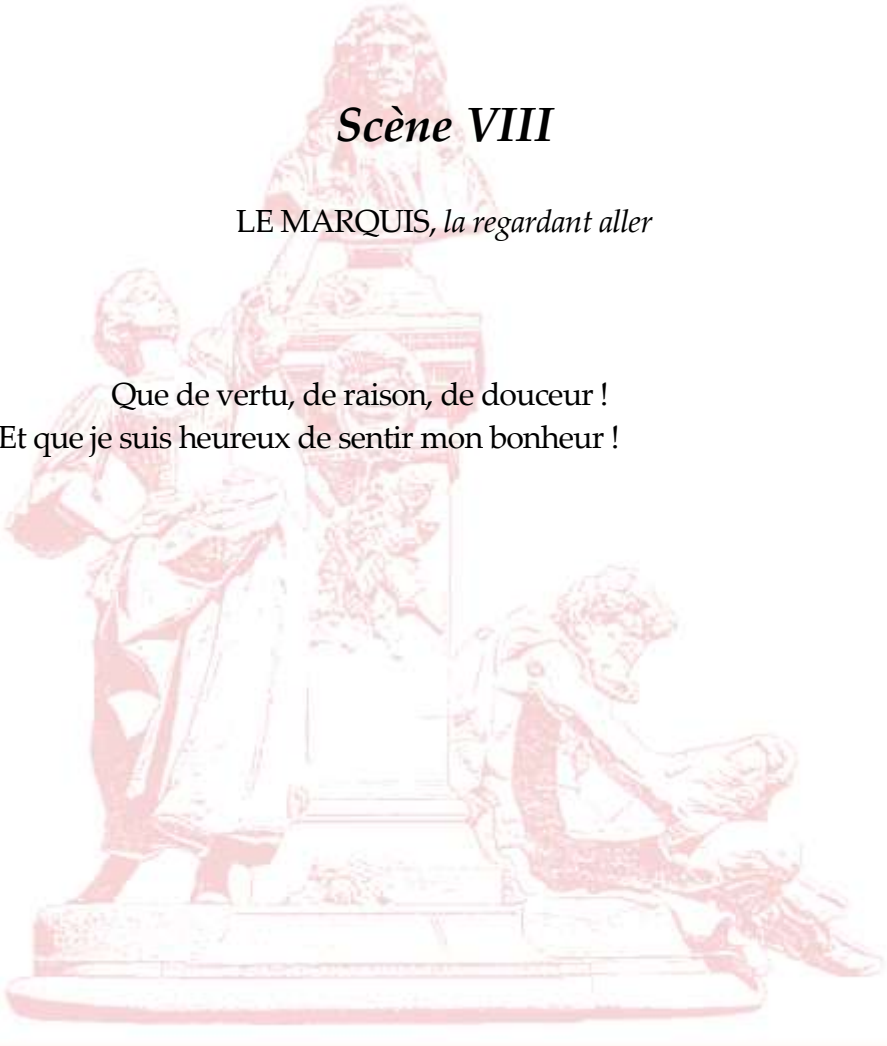 Scène VIII
LE MARQUIS, la regardant aller
Que de vertu, de raison, de douceur !
Et que je suis heureux de sentir mon bonheur !